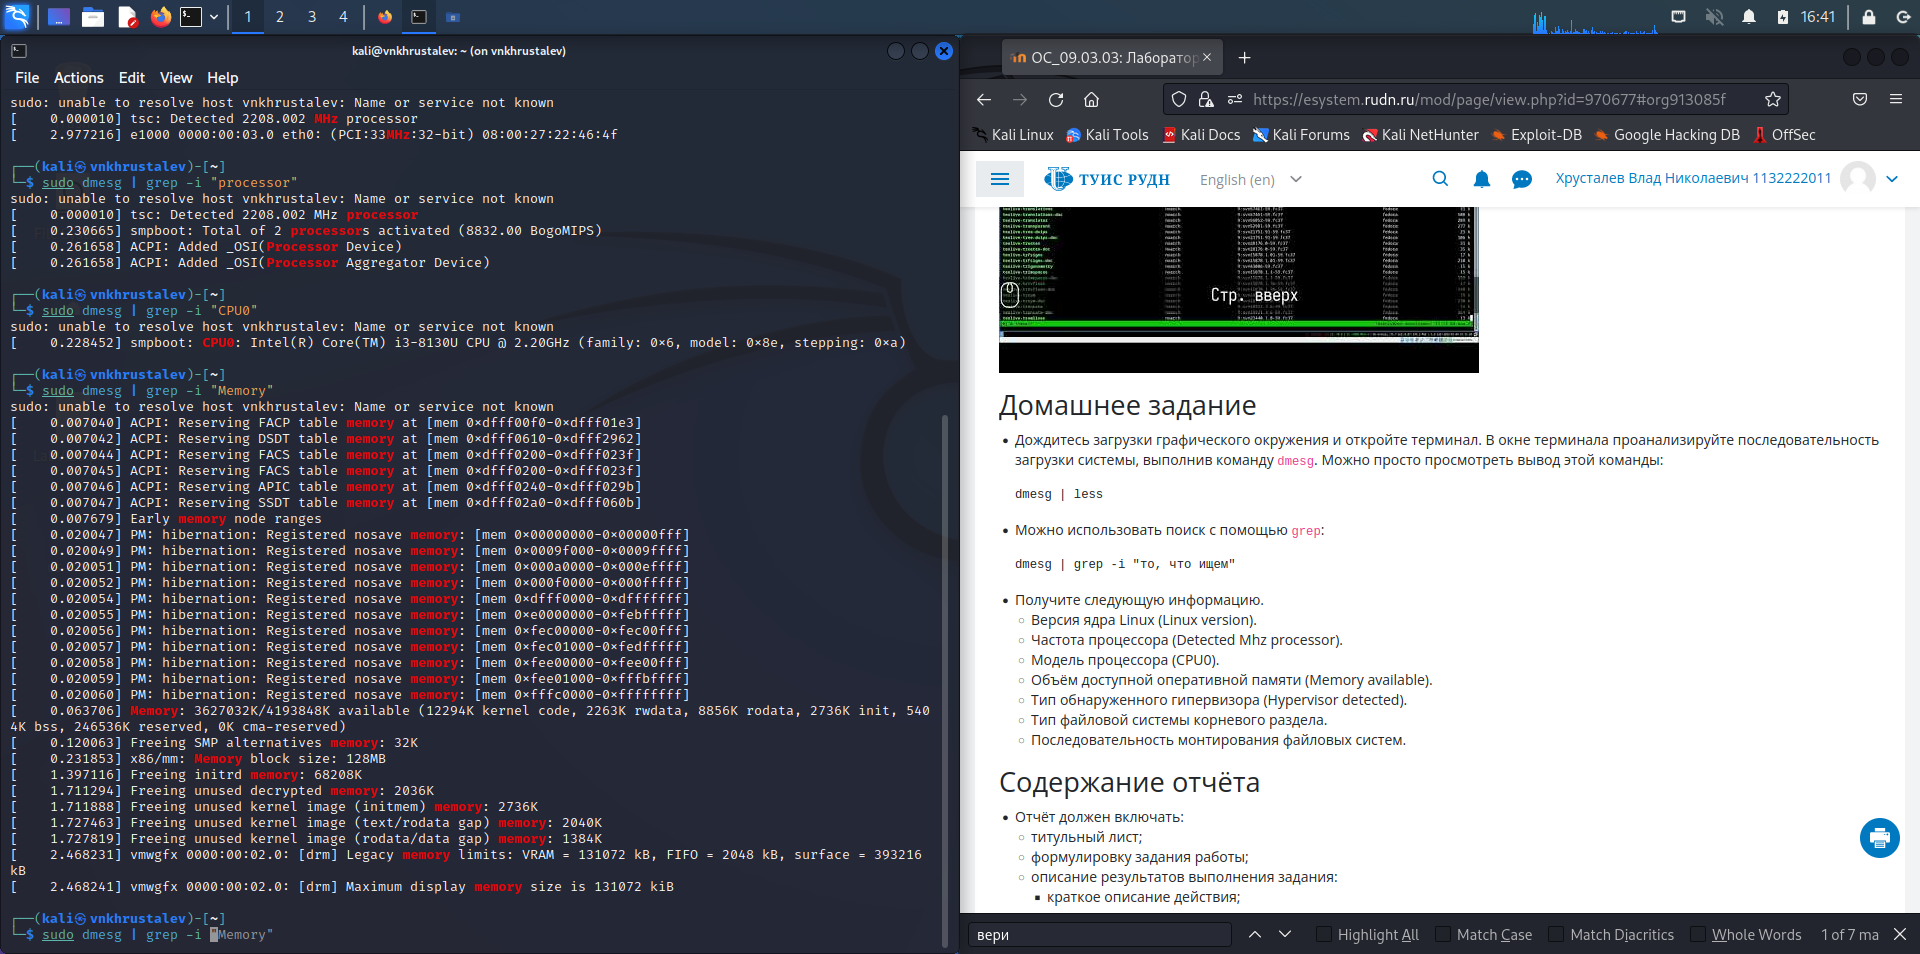 1 2 3 4
16:41
kali@vnkhrustalev: ~ (on vnkhrustalev)
File Actions Edit View Help
sudo: unable to resolve host vnkhrustalev: Name or service not known
[    0.000010] tsc: Detected 2208.002 MHz processor
[    2.977216] e1000 0000:00:03.0 eth0: (PCI:33MHz:32-bit) 08:00:27:22:46:4f
┌──(kali㉿vnkhrustalev)-[~]
└─$ sudo dmesg | grep -i "processor"
sudo: unable to resolve host vnkhrustalev: Name or service not known
[    0.000010] tsc: Detected 2208.002 MHz processor
[    0.230665] smpboot: Total of 2 processors activated (8832.00 BogoMIPS)
[    0.261658] ACPI: Added _OSI(Processor Device)
[    0.261658] ACPI: Added _OSI(Processor Aggregator Device)
┌──(kali㉿vnkhrustalev)-[~]
└─$ sudo dmesg | grep -i "CPU0"
sudo: unable to resolve host vnkhrustalev: Name or service not known
[    0.228452] smpboot: CPU0: Intel(R) Core(TM) i3-8130U CPU @ 2.20GHz (family: 0×6, model: 0×8e, stepping: 0×a)
┌──(kali㉿vnkhrustalev)-[~]
└─$ sudo dmesg | grep -i "Memory"
sudo: unable to resolve host vnkhrustalev: Name or service not known
[    0.007040] ACPI: Reserving FACP table memory at [mem 0×dfff00f0-0×dfff01e3]
[    0.007042] ACPI: Reserving DSDT table memory at [mem 0×dfff0610-0×dfff2962]
[    0.007044] ACPI: Reserving FACS table memory at [mem 0×dfff0200-0×dfff023f]
[    0.007045] ACPI: Reserving FACS table memory at [mem 0×dfff0200-0×dfff023f]
[    0.007046] ACPI: Reserving APIC table memory at [mem 0×dfff0240-0×dfff029b]
[    0.007047] ACPI: Reserving SSDT table memory at [mem 0×dfff02a0-0×dfff060b]
[    0.007679] Early memory node ranges
[    0.020047] PM: hibernation: Registered nosave memory: [mem 0×00000000-0×00000fff]
[    0.020049] PM: hibernation: Registered nosave memory: [mem 0×0009f000-0×0009ffff]
[    0.020051] PM: hibernation: Registered nosave memory: [mem 0×000a0000-0×000effff]
[    0.020052] PM: hibernation: Registered nosave memory: [mem 0×000f0000-0×000fffff]
[    0.020054] PM: hibernation: Registered nosave memory: [mem 0×dfff0000-0×dfffffff]
[    0.020055] PM: hibernation: Registered nosave memory: [mem 0×e0000000-0×febfffff]
[    0.020056] PM: hibernation: Registered nosave memory: [mem 0×fec00000-0×fec00fff]
[    0.020057] PM: hibernation: Registered nosave memory: [mem 0×fec01000-0×fedfffff]
[    0.020058] PM: hibernation: Registered nosave memory: [mem 0×fee00000-0×fee00fff]
[    0.020059] PM: hibernation: Registered nosave memory: [mem 0×fee01000-0×fffbffff]
[    0.020060] PM: hibernation: Registered nosave memory: [mem 0×fffc0000-0×ffffffff]
[    0.063706] Memory: 3627032K/4193848K available (12294K kernel code, 2263K rwdata, 8856K rodata, 2736K init, 540
4K bss, 246536K reserved, 0K cma-reserved)
[    0.120063] Freeing SMP alternatives memory: 32K
[    0.231853] x86/mm: Memory block size: 128MB
[    1.397116] Freeing initrd memory: 68208K
[    1.711294] Freeing unused decrypted memory: 2036K
[    1.711888] Freeing unused kernel image (initmem) memory: 2736K
[    1.727463] Freeing unused kernel image (text/rodata gap) memory: 2040K
[    1.727819] Freeing unused kernel image (rodata/data gap) memory: 1384K
[    2.468231] vmwgfx 0000:00:02.0: [drm] Legacy memory limits: VRAM = 131072 kB, FIFO = 2048 kB, surface = 393216
kB
[    2.468241] vmwgfx 0000:00:02.0: [drm] Maximum display memory size is 131072 kiB
┌──(kali㉿vnkhrustalev)-[~]
└─$ sudo dmesg | grep -i "Memory"
ОС_09.03.03: Лаборатор
https://esystem.rudn.ru/mod/page/view.php?id=970677#org913085f
Kali Linux Kali Tools Kali Docs Kali Forums Kali NetHunter Exploit-DB Google Hacking DB OffSec
ТУИС РУДН English (en) Хрусталев Влад Николаевич 1132222011
Стр. вверх
Домашнее задание
• Дождитесь загрузки графического окружения и откройте терминал. В окне терминала проанализируйте последовательность
загрузки системы, выполнив команду dmesg. Можно просто просмотреть вывод этой команды:
dmesg | less
• Можно использовать поиск с помощью grep:
dmesg | grep -i "то, что ищем"
• Получите следующую информацию.
◦ Версия ядра Linux (Linux version).
◦ Частота процессора (Detected Mhz processor).
◦ Модель процессора (CPU0).
◦ Объём доступной оперативной памяти (Memory available).
◦ Тип обнаруженного гипервизора (Hypervisor detected).
◦ Тип файловой системы корневого раздела.
◦ Последовательность монтирования файловых систем.
Содержание отчёта
• Отчёт должен включать:
◦ титульный лист;
◦ формулировку задания работы;
◦ описание результатов выполнения задания:
▪ краткое описание действия;
вери Highlight All Match Case Match Diacritics Whole Words 1 of 7 ma